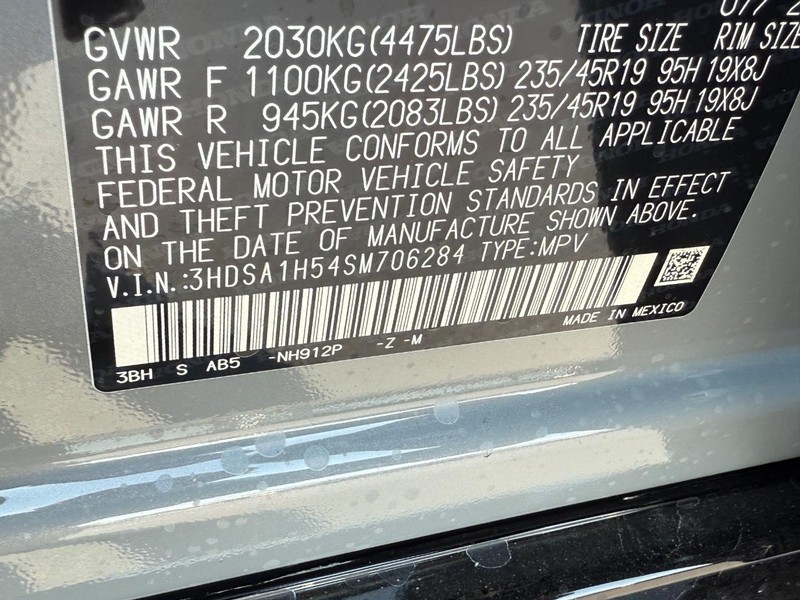 GVWR 2030KG(4475LBS) TIRE SIZE RIM SIZE
GAWR F 1100KG(2425LBS) 235/45R19 95H 19X8J
GAWR R 945KG(2083LBS) 235/45R19 95H 19X8J
THIS VEHICLE CONFORMS TO ALL APPLICABLE
FEDERAL MOTOR VEHICLE SAFETY
AND THEFT PREVENTION STANDARDS IN EFFECT
ON THE DATE OF MANUFACTURE SHOWN ABOVE.
V.I.N.:3HDSA1H54SM706284 TYPE:MPV
MADE IN MEXICO
3BH S AB5 -NH912P -Z -M